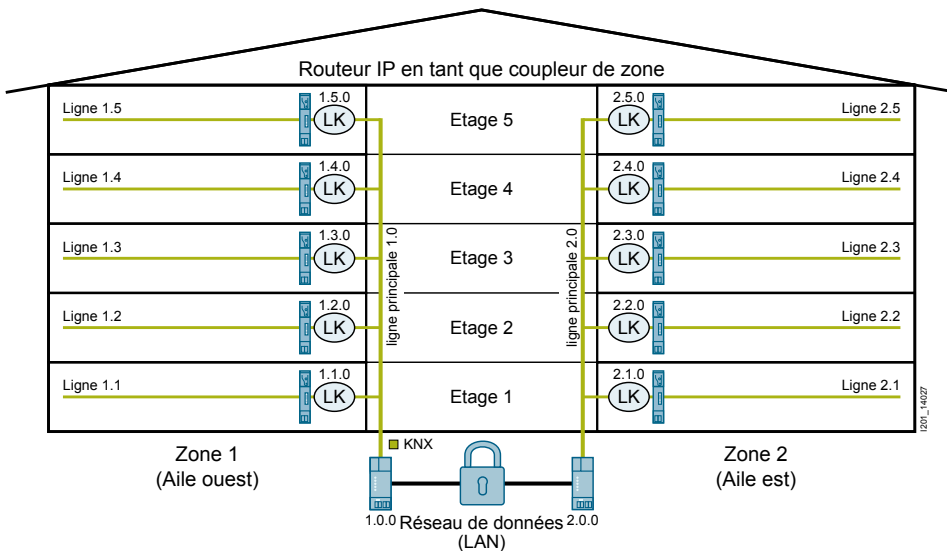 Routeur IP en tant que coupleur de zone
Ligne 1.5
1.5.0
LK
Etage 5
2.5.0
LK
Ligne 2.5
Ligne 1.4
1.4.0
LK
Etage 4
2.4.0
LK
Ligne 2.4
Ligne 1.3
1.3.0
LK
ligne principale 1.0
Etage 3
ligne principale 2.0
2.3.0
LK
Ligne 2.3
Ligne 1.2
1.2.0
LK
Etage 2
2.2.0
LK
Ligne 2.2
Ligne 1.1
1.1.0
LK
Etage 1
2.1.0
LK
Ligne 2.1
I201_14027
Zone 1
(Aile ouest)
KNX
Zone 2
(Aile est)
1.0.0
Réseau de données
(LAN)
2.0.0